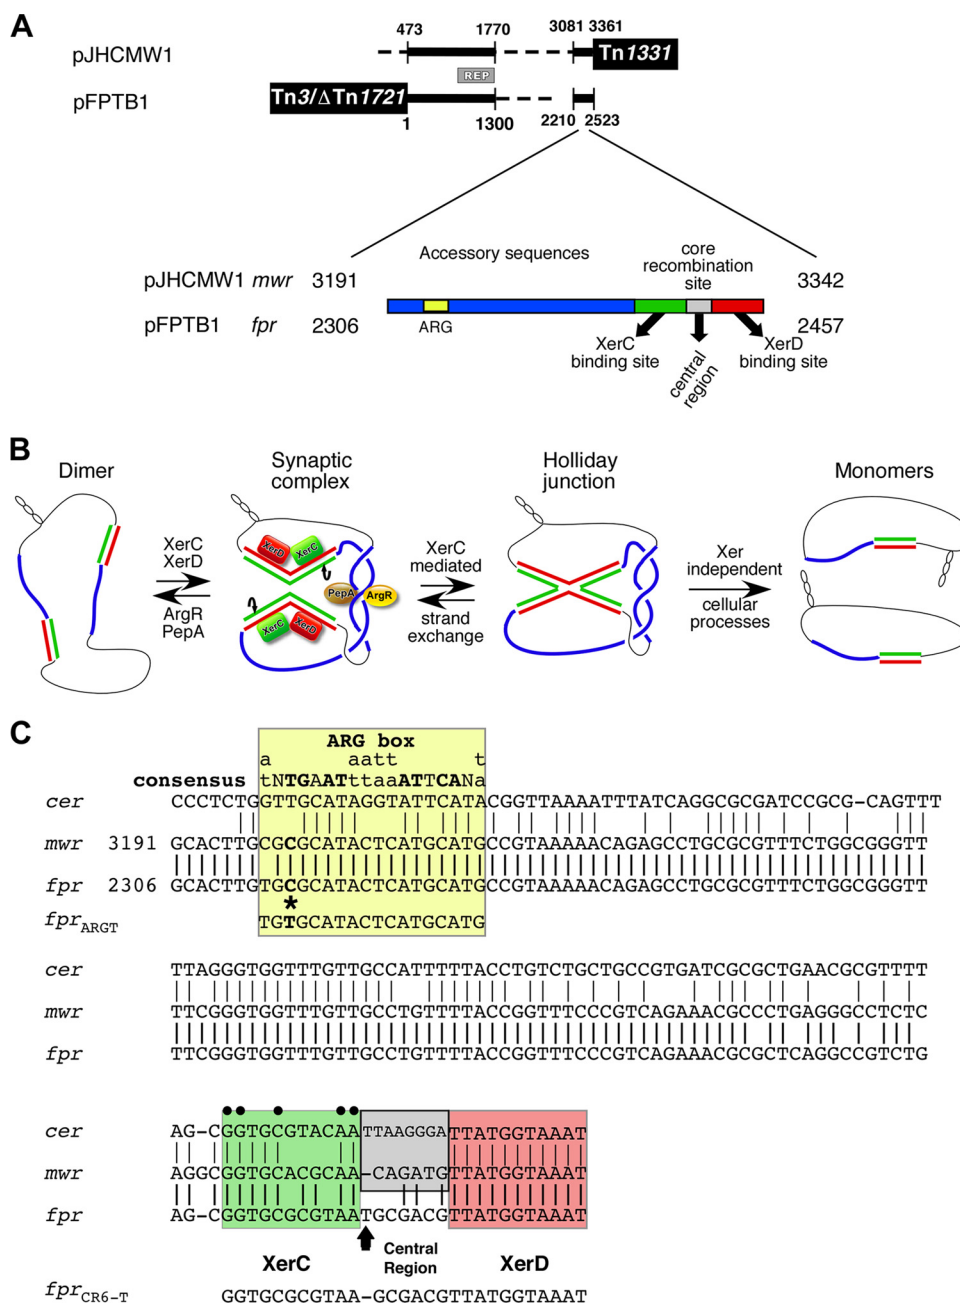 A
473 1770 3081 3361
pJHCMW1 Tn1331
REP
pFPTB1 Tn3/ΔTn1721
1 1300 2210 2523
Accessory sequences
core
recombination
site
pJHCMW1 mwr 3191 3342
pFPTB1 fpr 2306 2457
ARG
XerC
binding site
central
region
XerD
binding site
B
Dimer
Synaptic
complex
Holliday
junction
Monomers
XerC
XerD
ArgR
PepA
XerD XerC
PepA ArgR
XerC XerD
XerC
mediated
strand
exchange
Xer
independent
cellular
processes
C
ARG box
a aatt t
consensus tNTGAATttaaATTCANa
cer CCCTCTGGTTGCATAGGTATTCATACGGTTAAAATTTATCAGGCGCGATCCGCG-CAGTTT
mwr 3191 GCACTTGCGCGCATACTCATGCATGCCGTAAAAACAGAGCCTGCGCGTTTCTGGCGGGTT
fpr 2306 GCACTTGTGCGCATACTCATGCATGCCGTAAAAACAGAGCCTGCGCGTTTCTGGCGGGTT
*
fprARGT TGTGCATACTCATGCATG
cer TTAGGGTGGTTTGTTGCCATTTTTACCTGTCTGCTGCCGTGATCGCGCTGAACGCGTTTT
mwr TTCGGGTGGTTTGTTGCCTGTTTTACCGGTTTCCCGTCAGAAACGCCCTGAGGGCCTCTC
fpr TTCGGGTGGTTTGTTGCCTGTTTTACCGGTTTCCCGTCAGAAACGCGCTCAGGCCGTCTG
cer AG-CGGTGCGTACAATTAAGGGATTATGGTAAAT
mwr AGGCGGTGCACGCAA-CAGATGTTATGGTAAAT
fpr AG-CGGTGCGCGTAATGCGACGTTATGGTAAAT
XerC
Central
Region
XerD
fprCR6-T GGTGCGCGTAA-GCGACGTTATGGTAAAT